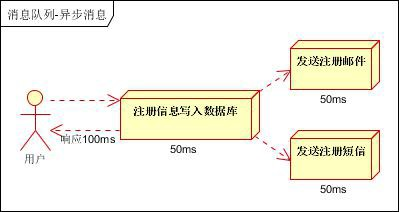 消息队列-异步消息
发送注册邮件
50ms
注册信息写入数据库
响应100ms
50ms
用户
发送注册短信
50ms